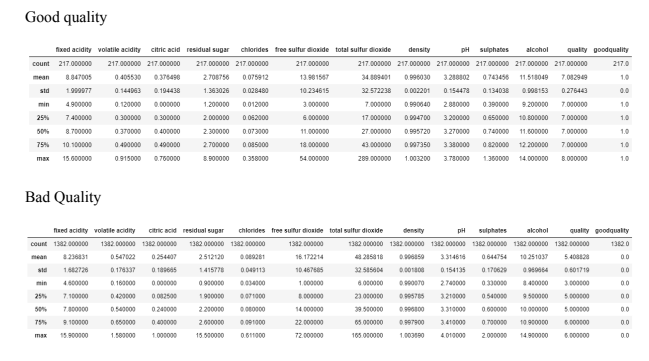 Good quality
fixed acidity volatile acidity citric acid residual sugar chlorides free sulfur dioxide total sulfur dioxide density pH sulphates alcohol quality goodquality
count 217.000000 217.000000 217.000000 217.000000 217.000000 217.000000 217.000000 217.000000 217.000000 217.000000 217.000000 217.000000 217.0
mean 8.847005 0.405530 0.376498 2.708756 0.075912 13.981567 34.889401 0.996030 3.288802 0.743456 11.518049 7.082949 1.0
std 1.999977 0.144963 0.194438 1.363026 0.028480 10.234615 32.572238 0.002201 0.154478 0.134038 0.998153 0.276443 0.0
min 4.900000 0.120000 0.000000 1.200000 0.012000 3.000000 7.000000 0.990640 2.880000 0.390000 9.200000 7.000000 1.0
25% 7.400000 0.300000 0.300000 2.000000 0.062000 6.000000 17.000000 0.994700 3.200000 0.650000 10.800000 7.000000 1.0
50% 8.700000 0.370000 0.400000 2.300000 0.073000 11.000000 27.000000 0.995720 3.270000 0.740000 11.600000 7.000000 1.0
75% 10.100000 0.490000 0.490000 2.700000 0.085000 18.000000 43.000000 0.997350 3.380000 0.820000 12.200000 7.000000 1.0
max 15.600000 0.915000 0.760000 8.900000 0.358000 54.000000 289.000000 1.003200 3.780000 1.360000 14.000000 8.000000 1.0
Bad Quality
fixed acidity volatile acidity citric acid residual sugar chlorides free sulfur dioxide total sulfur dioxide density pH sulphates alcohol quality goodquality
count 1382.000000 1382.000000 1382.000000 1382.000000 1382.000000 1382.000000 1382.000000 1382.000000 1382.000000 1382.000000 1382.000000 1382.000000 1382.0
mean 8.236831 0.547022 0.254407 2.512120 0.089281 16.172214 48.285818 0.996859 3.314616 0.644754 10.251037 5.408828 0.0
std 1.682726 0.176337 0.189665 1.415778 0.049113 10.467685 32.585604 0.001808 0.154135 0.170629 0.969664 0.601719 0.0
min 4.600000 0.160000 0.000000 0.900000 0.034000 1.000000 6.000000 0.990070 2.740000 0.330000 8.400000 3.000000 0.0
25% 7.100000 0.420000 0.082500 1.900000 0.071000 8.000000 23.000000 0.995785 3.210000 0.540000 9.500000 5.000000 0.0
50% 7.800000 0.540000 0.240000 2.200000 0.080000 14.000000 39.500000 0.996800 3.310000 0.600000 10.000000 5.000000 0.0
75% 9.100000 0.650000 0.400000 2.600000 0.091000 22.000000 65.000000 0.997900 3.410000 0.700000 10.900000 6.000000 0.0
max 15.900000 1.580000 1.000000 15.500000 0.611000 72.000000 165.000000 1.003690 4.010000 2.000000 14.900000 6.000000 0.0